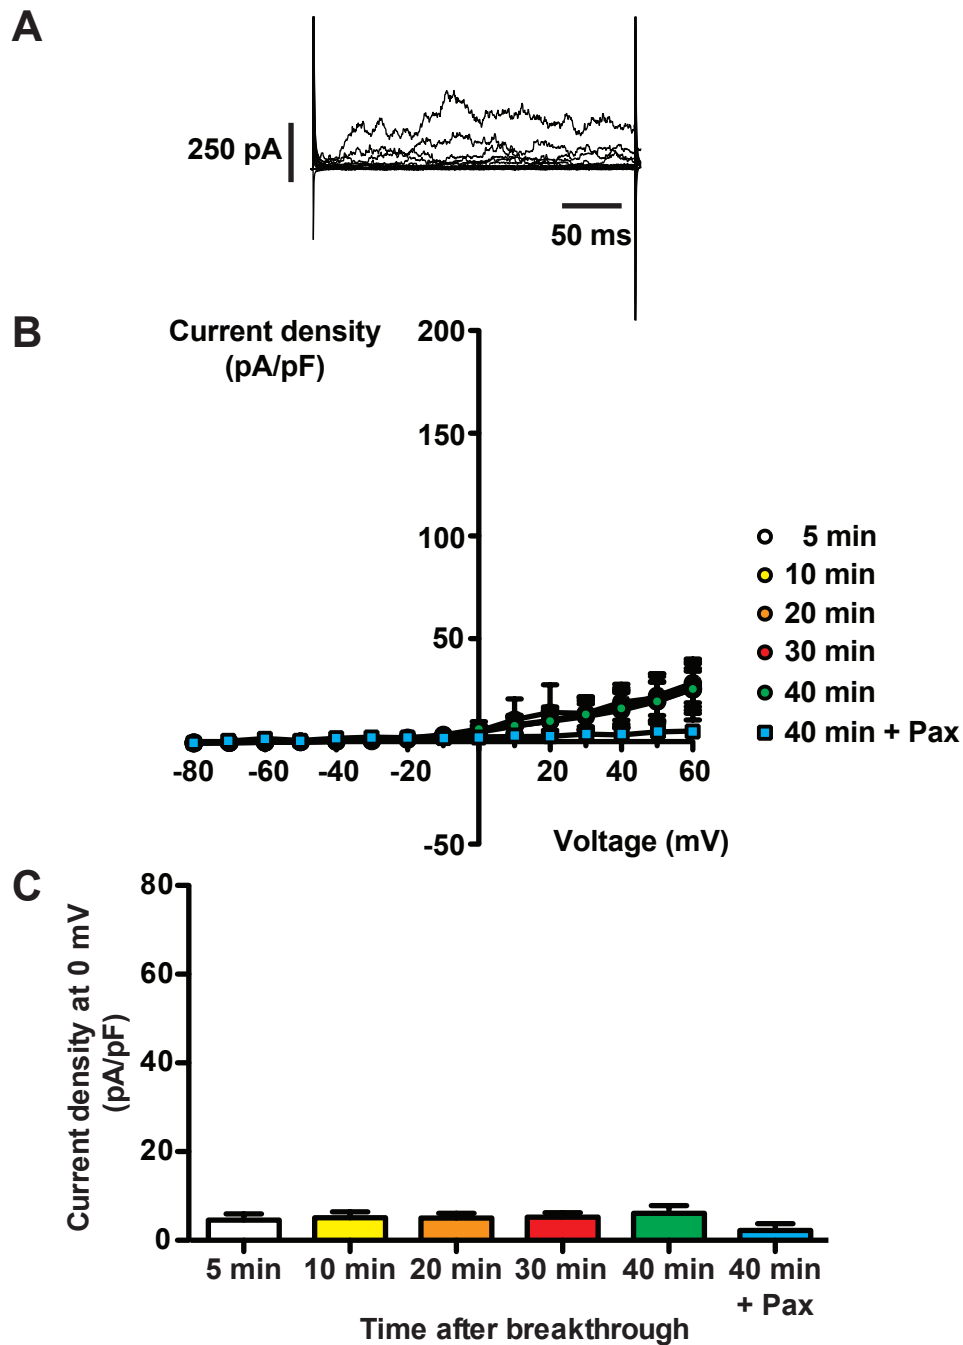 A
250 pA
50 ms
B
Current density
(pA/pF)
200
150
100
50
-50
-80 -60 -40 -20 20 40 60
Voltage (mV)
5 min
10 min
20 min
30 min
40 min
40 min + Pax
C
Current density at 0 mV
(pA/pF)
80
60
40
20
0
5 min 10 min 20 min 30 min 40 min 40 min
+ Pax
Time after breakthrough